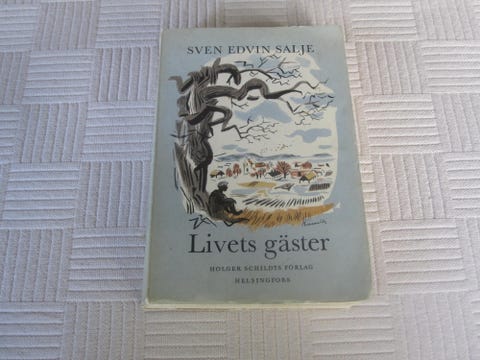 SVEN EDVIN SALJE
Livets gäster
HOLGER SCHILDTS FÖRLAG
HELSINGFORS